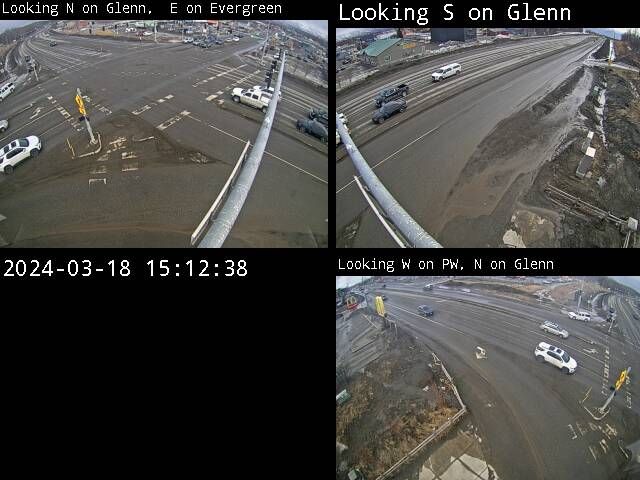 Looking N on Glenn,  E on Evergreen
Looking S on Glenn
2024-03-18 15:12:38
Looking W on PW, N on Glenn